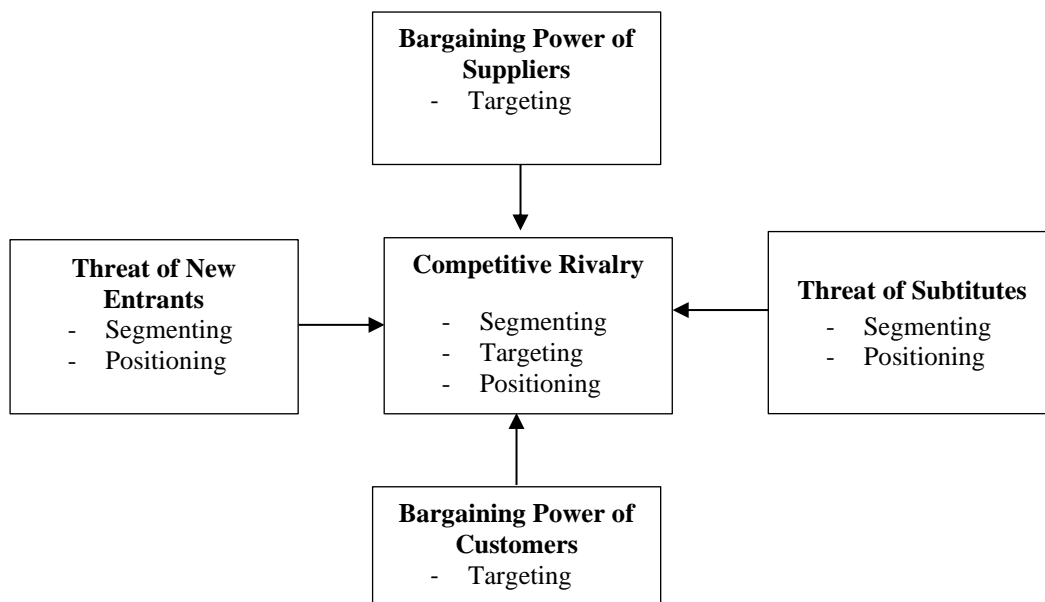 Bargaining Power of
Suppliers
- Targeting
Threat of New
Entrants
- Segmenting
- Positioning
Competitive Rivalry
- Segmenting
- Targeting
- Positioning
Threat of Subtitutes
- Segmenting
- Positioning
Bargaining Power of
Customers
- Targeting